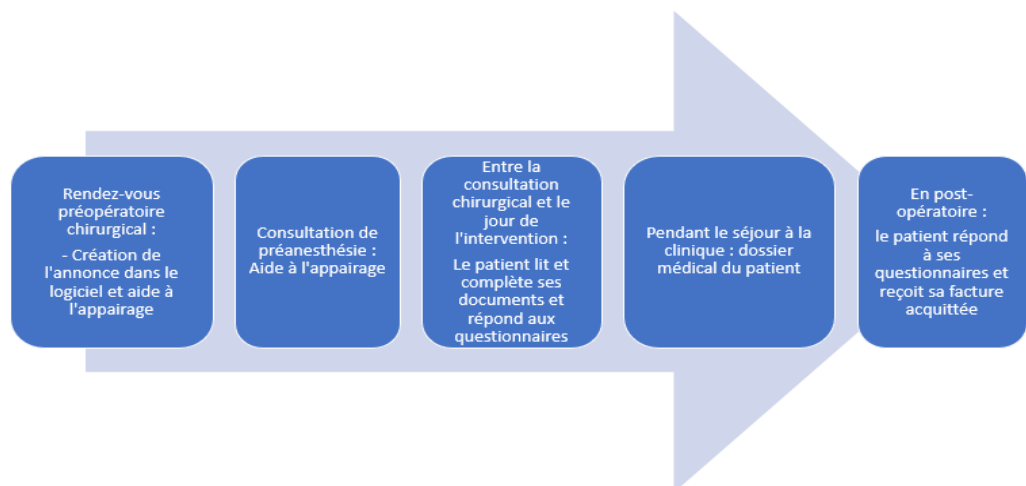 Rendez-vous
préopératoire
chirurgical :
- Création de
l'annonce dans le
logiciel et aide à
l'appairage
Consultation de
préanesthésie :
Aide à l'appairage
Entre la
consultation
chirurgical et le
jour de
l'intervention :
Le patient lit et
complète ses
documents et
répond aux
questionnaires
Pendant le séjour à la
clinique : dossier
médical du patient
En post-
opératoire :
le patient répond
à ses
questionnaires et
reçoit sa facture
acquittée